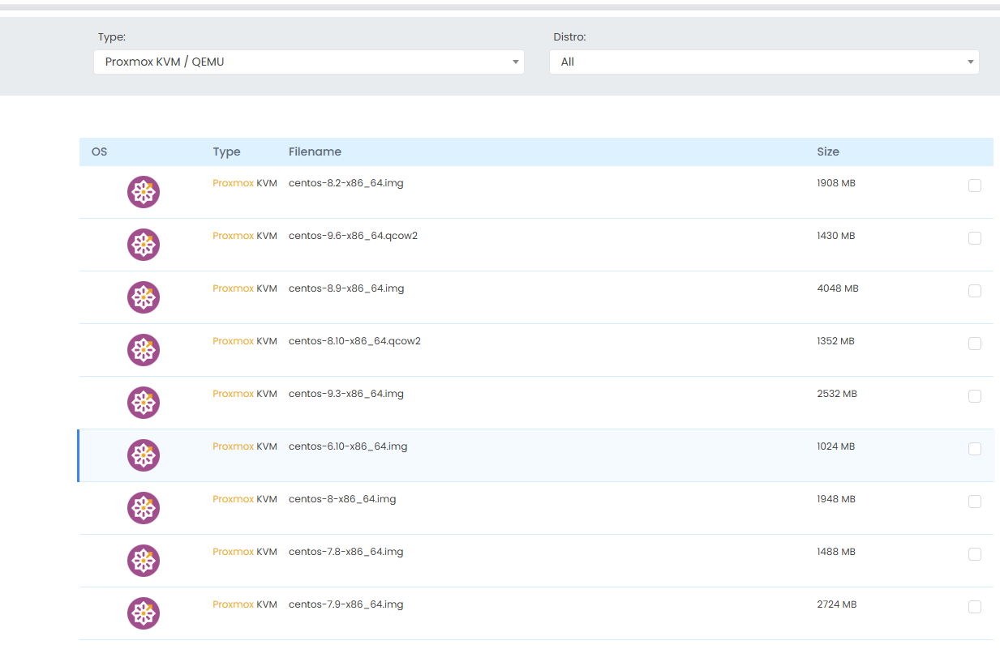 Type: Distro:
Proxmox KVM / QEMU All
OS Type Filename Size
Proxmox KVM centos-8.2-x86_64.img 1908 MB
Proxmox KVM centos-9.6-x86_64.qcow2 1430 MB
Proxmox KVM centos-8.9-x86_64.img 4048 MB
Proxmox KVM centos-8.10-x86_64.qcow2 1352 MB
Proxmox KVM centos-9.3-x86_64.img 2532 MB
Proxmox KVM centos-6.10-x86_64.img 1024 MB
Proxmox KVM centos-8-x86_64.img 1948 MB
Proxmox KVM centos-7.8-x86_64.img 1488 MB
Proxmox KVM centos-7.9-x86_64.img 2724 MB